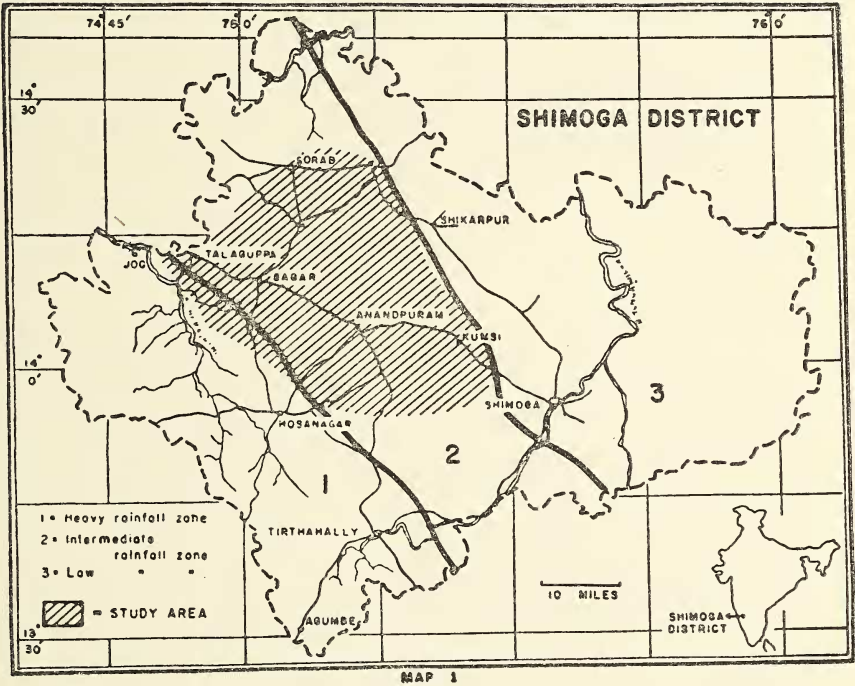 74°45' 75°0' 76°0'
14°
30'
SHIMOGA DISTRICT
SORAB
SHIKARPUR
TALAGUPPA
JOG
SAGAR
ANANDPURAM
KUMSI
14°
0'
3
SHIMOGA
HOSANAGAR
2
1
1 = Heavy rainfall zone
2 = Intermediate
rainfall zone
3 = Low " "
TIRTHAHALLY
10 MILES
= STUDY AREA
SHIMOGA
DISTRICT
AGUMBE
13°
30'
MAP 1